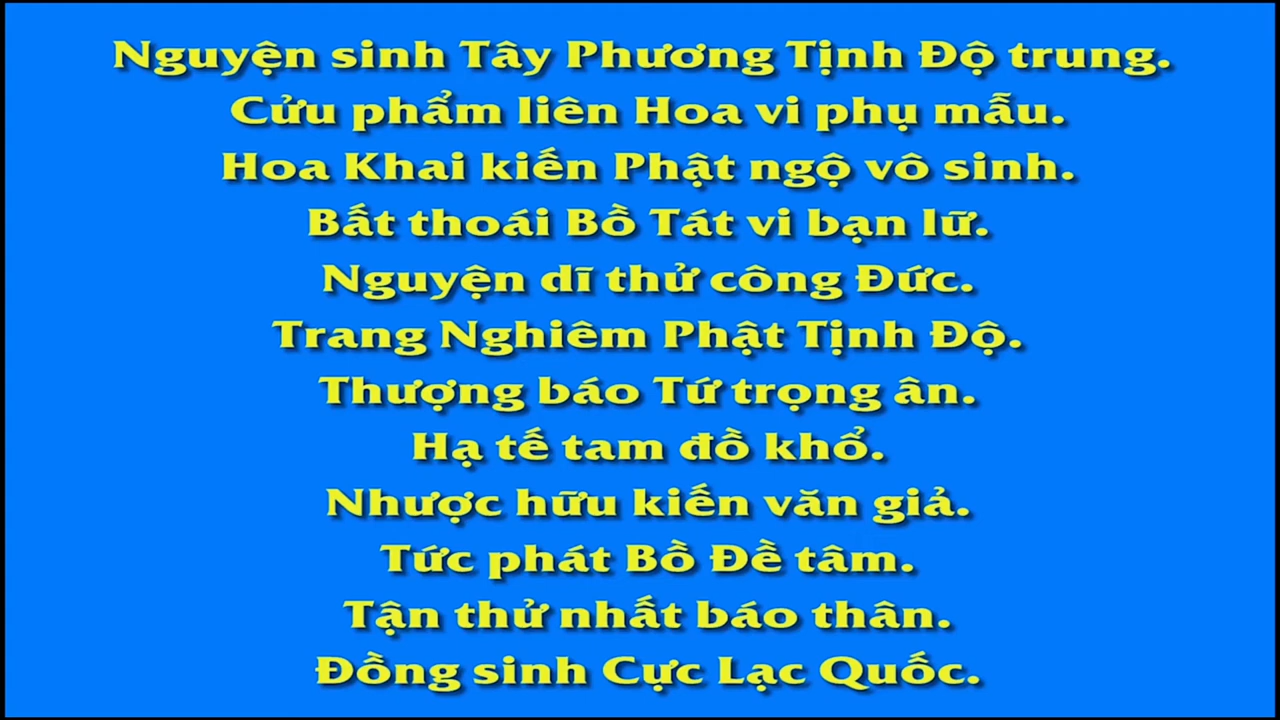 Nguyện sinh Tây Phương Tịnh Độ trung.
Cửu phẩm liên Hoa vi phụ mẫu.
Hoa Khai kiến Phật ngộ vô sinh.
Bất thoái Bồ Tát vi bạn lữ.
Nguyện dĩ thử công Đức.
Trang Nghiêm Phật Tịnh Độ.
Thượng báo Tứ trọng ân.
Hạ tế tam đồ khổ.
Nhược hữu kiến văn giả.
Tức phát Bồ Đề tâm.
Tận thử nhất báo thân.
Đồng sinh Cực Lạc Quốc.